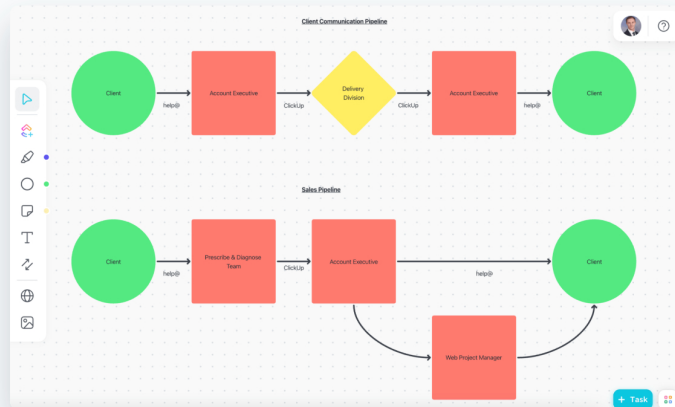 Client Communication Pipeline
Client
help@
Account Executive
ClickUp
Delivery
Division
ClickUp
Account Executive
help@
Client
Sales Pipeline
Client
help@
Prescribe & Diagnose
Team
ClickUp
Account Executive
help@
Client
Web Project Manager
T
?
+ Task